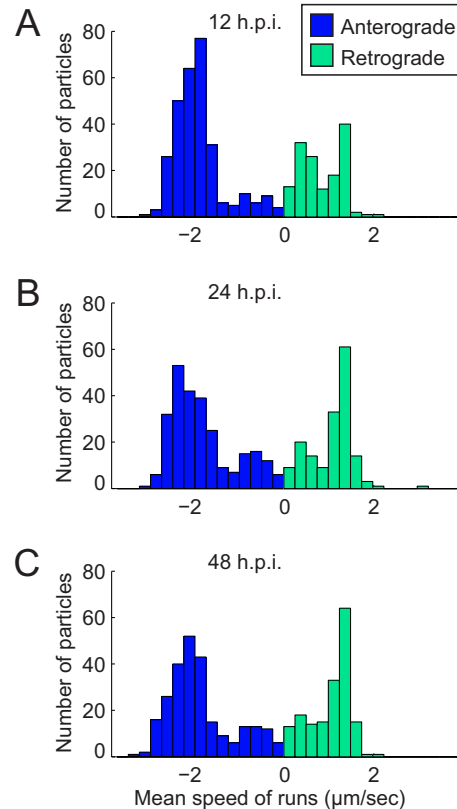 A
12 h.p.i.
Anterograde
Retrograde
Number of particles
80
60
40
20
0
−2
0
2
B
24 h.p.i.
Number of particles
80
60
40
20
0
−2
0
2
C
48 h.p.i.
Number of particles
80
60
40
20
0
−2
0
2
Mean speed of runs (μm/sec)